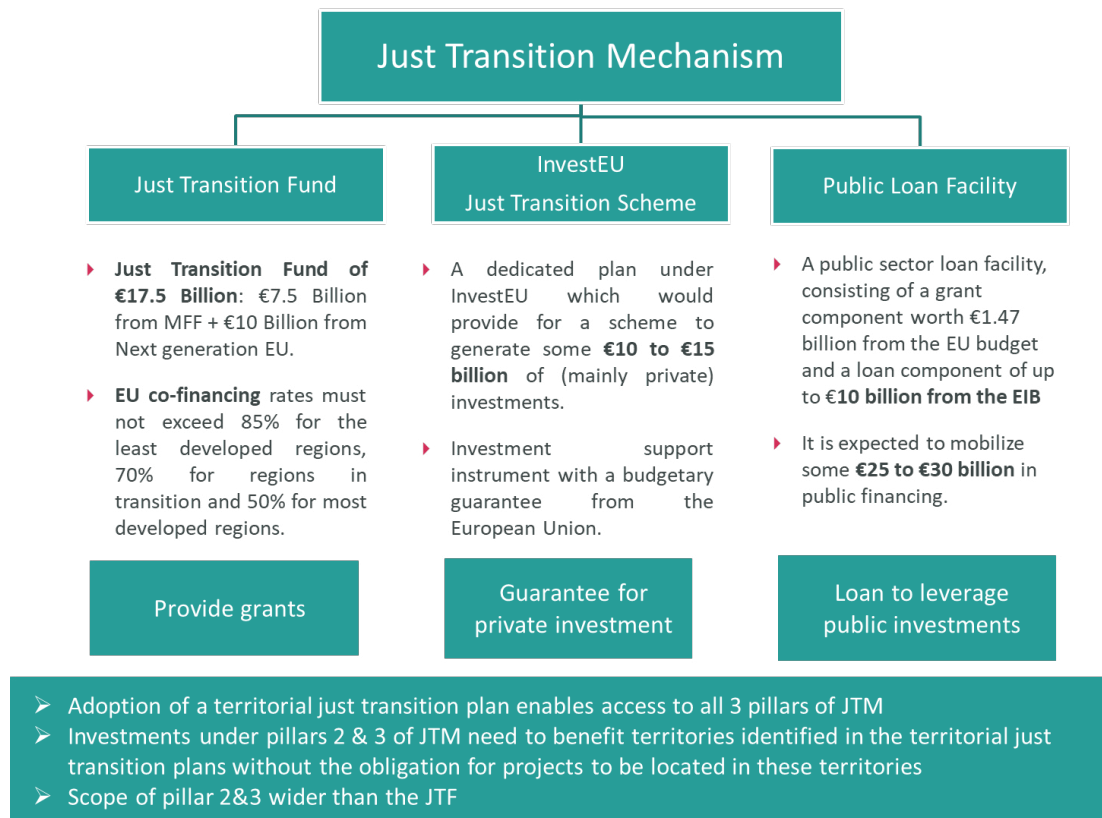 Just Transition Mechanism
Just Transition Fund
Just Transition Fund of
€17.5 Billion: €7.5 Billion
from MFF + €10 Billion from
Next generation EU.
EU co-financing rates must
not exceed 85% for the
least developed regions,
70% for regions in
transition and 50% for most
developed regions.
Provide grants
InvestEU
Just Transition Scheme
A dedicated plan under
InvestEU which would
provide for a scheme to
generate some €10 to €15
billion of (mainly private)
investments.
Investment support
instrument with a budgetary
guarantee from the
European Union.
Guarantee for
private investment
Public Loan Facility
A public sector loan facility,
consisting of a grant
component worth €1.47
billion from the EU budget
and a loan component of up
to €10 billion from the EIB
It is expected to mobilize
some €25 to €30 billion in
public financing.
Loan to leverage
public investments
Adoption of a territorial just transition plan enables access to all 3 pillars of JTM
Investments under pillars 2 & 3 of JTM need to benefit territories identified in the territorial just
transition plans without the obligation for projects to be located in these territories
Scope of pillar 2&3 wider than the JTF